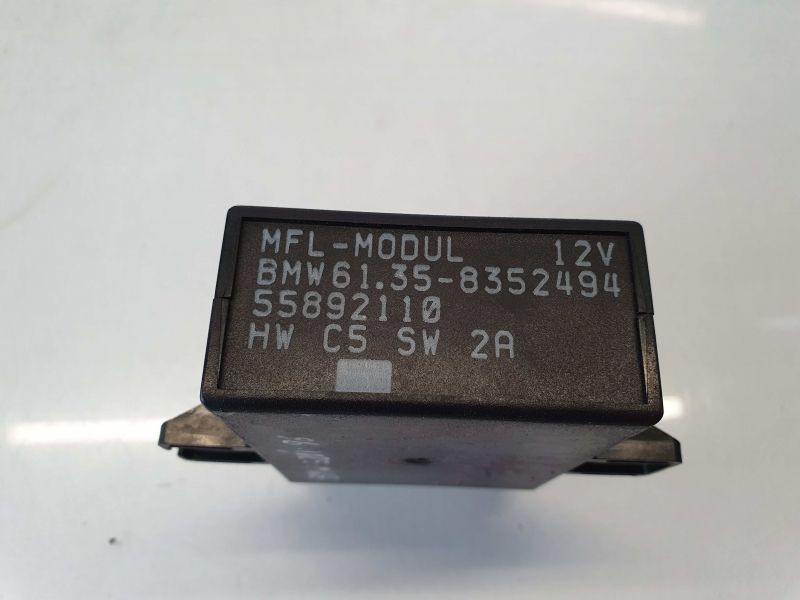 MFL-MODUL 12V
BMW61.35-8352494
55892110
HW C5 SW 2A